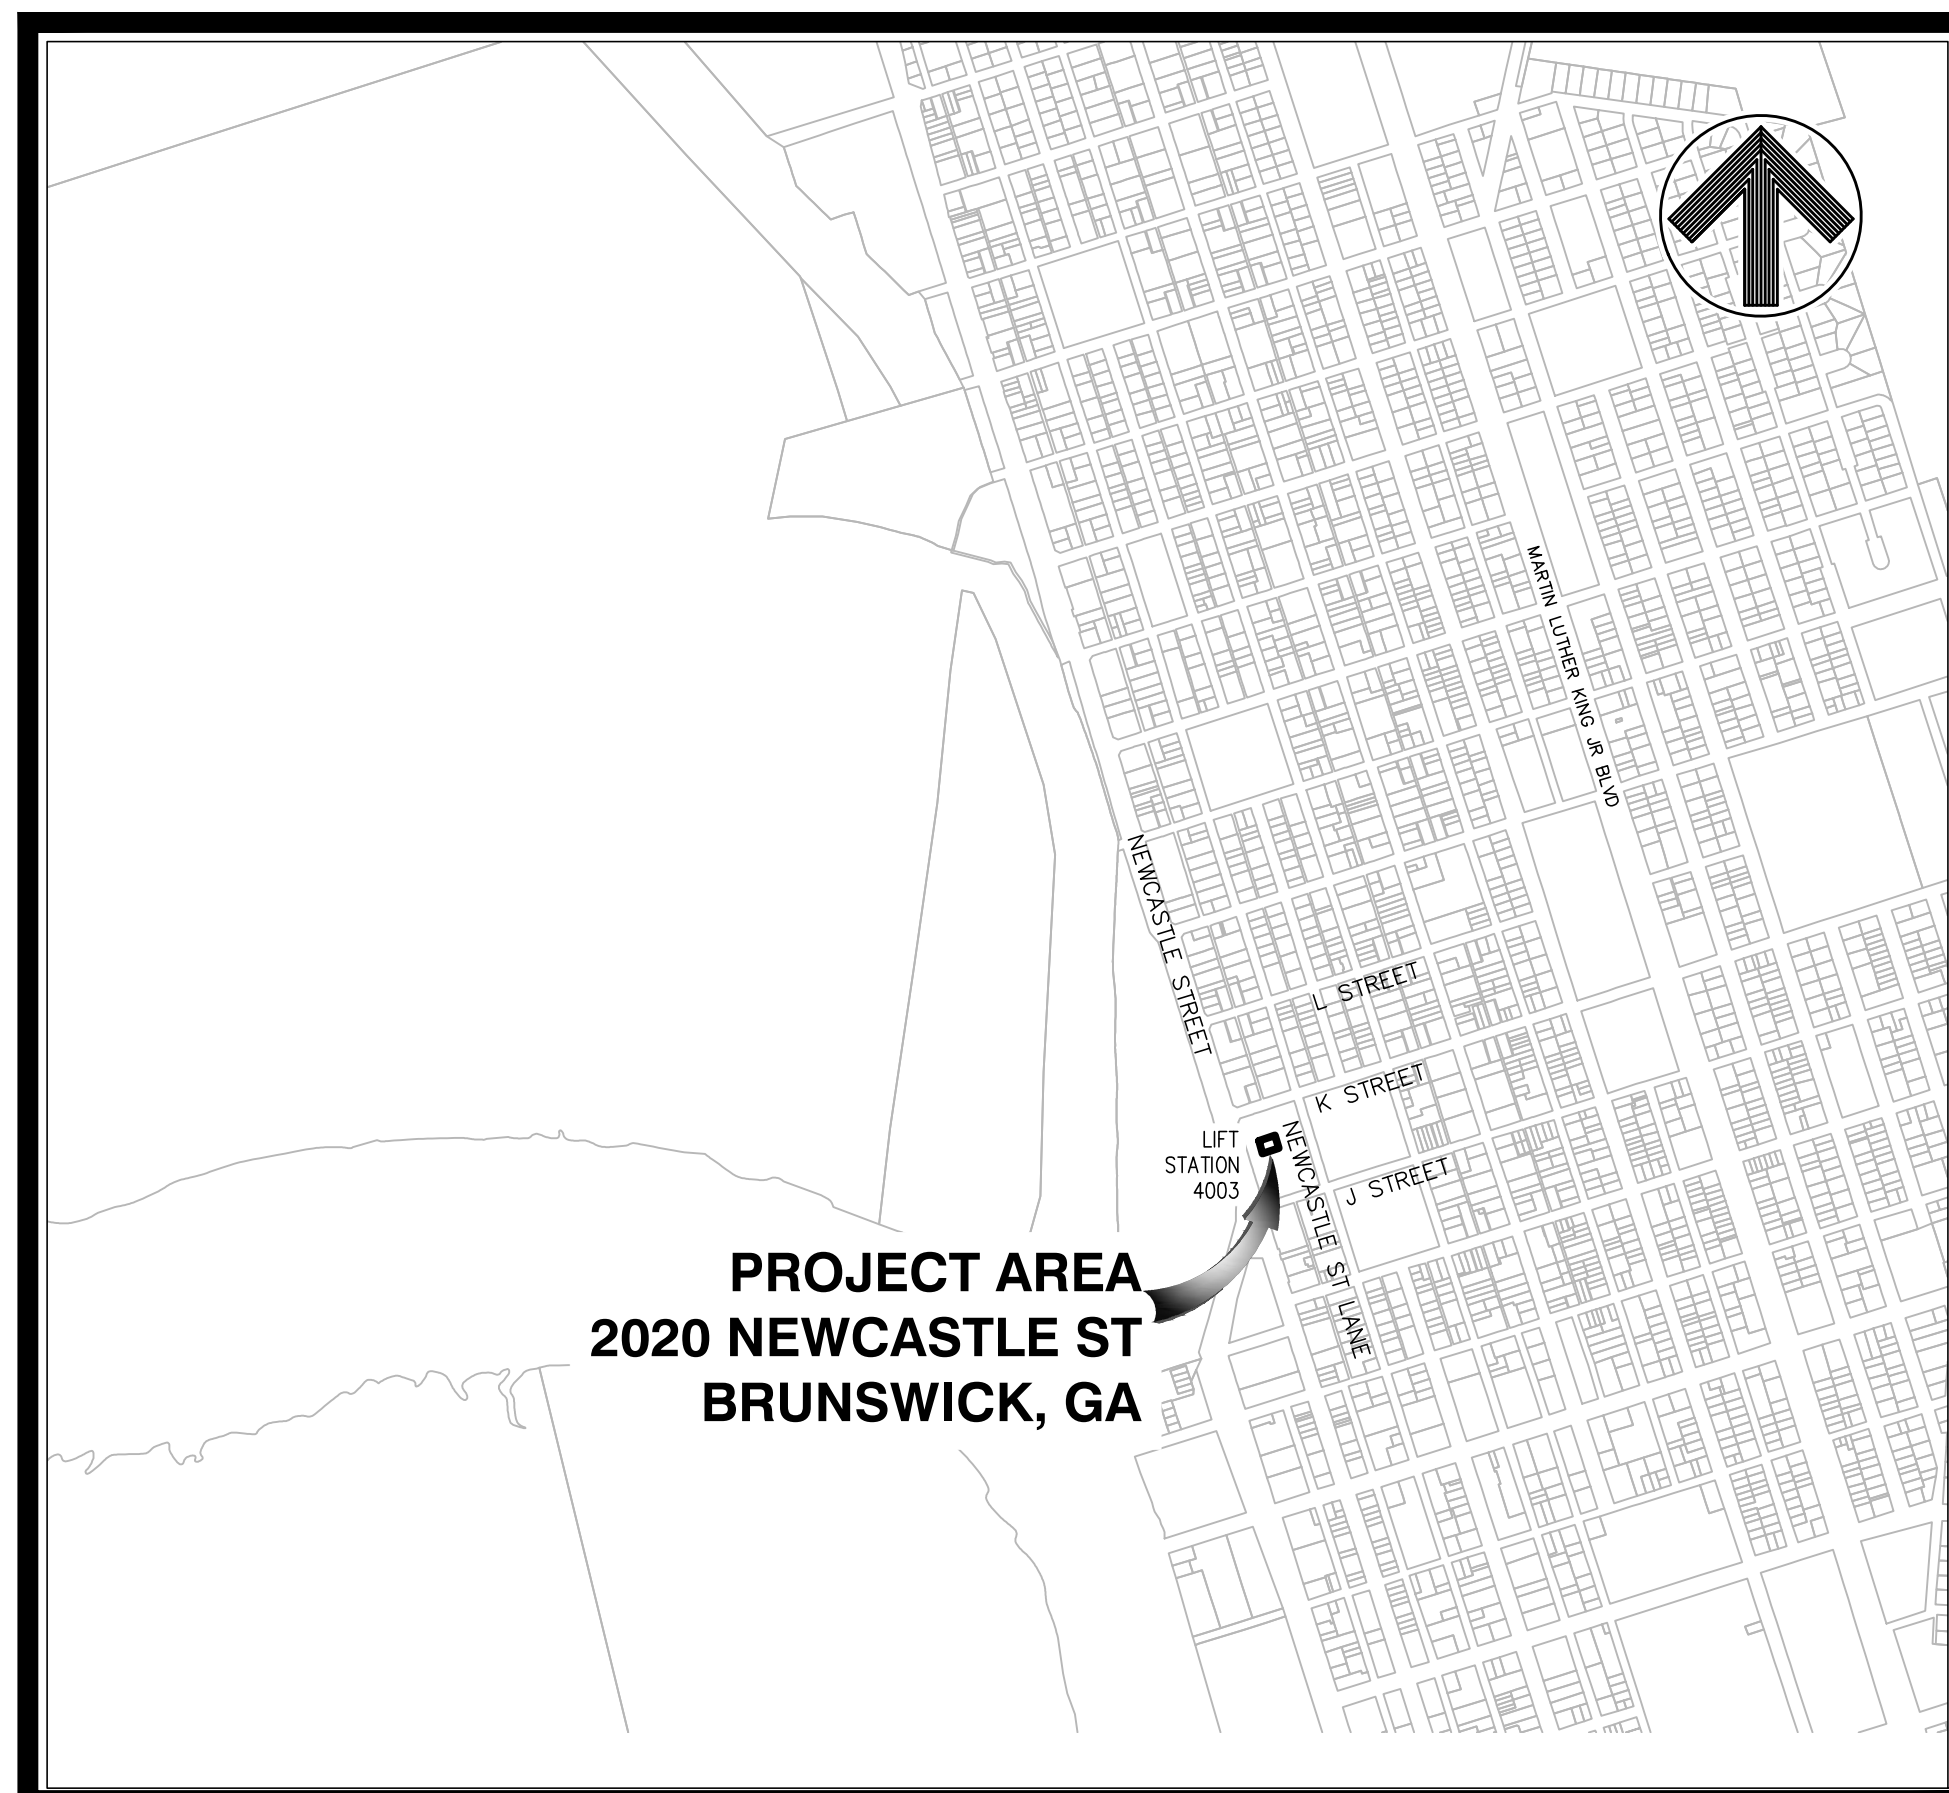 MARTIN LUTHER KING JR BLVD
NEWCASTLE STREET
L STREET
K STREET
LIFT
STATION
4003
NEWCASTLE ST LANE
J STREET
PROJECT AREA
2020 NEWCASTLE ST
BRUNSWICK, GA